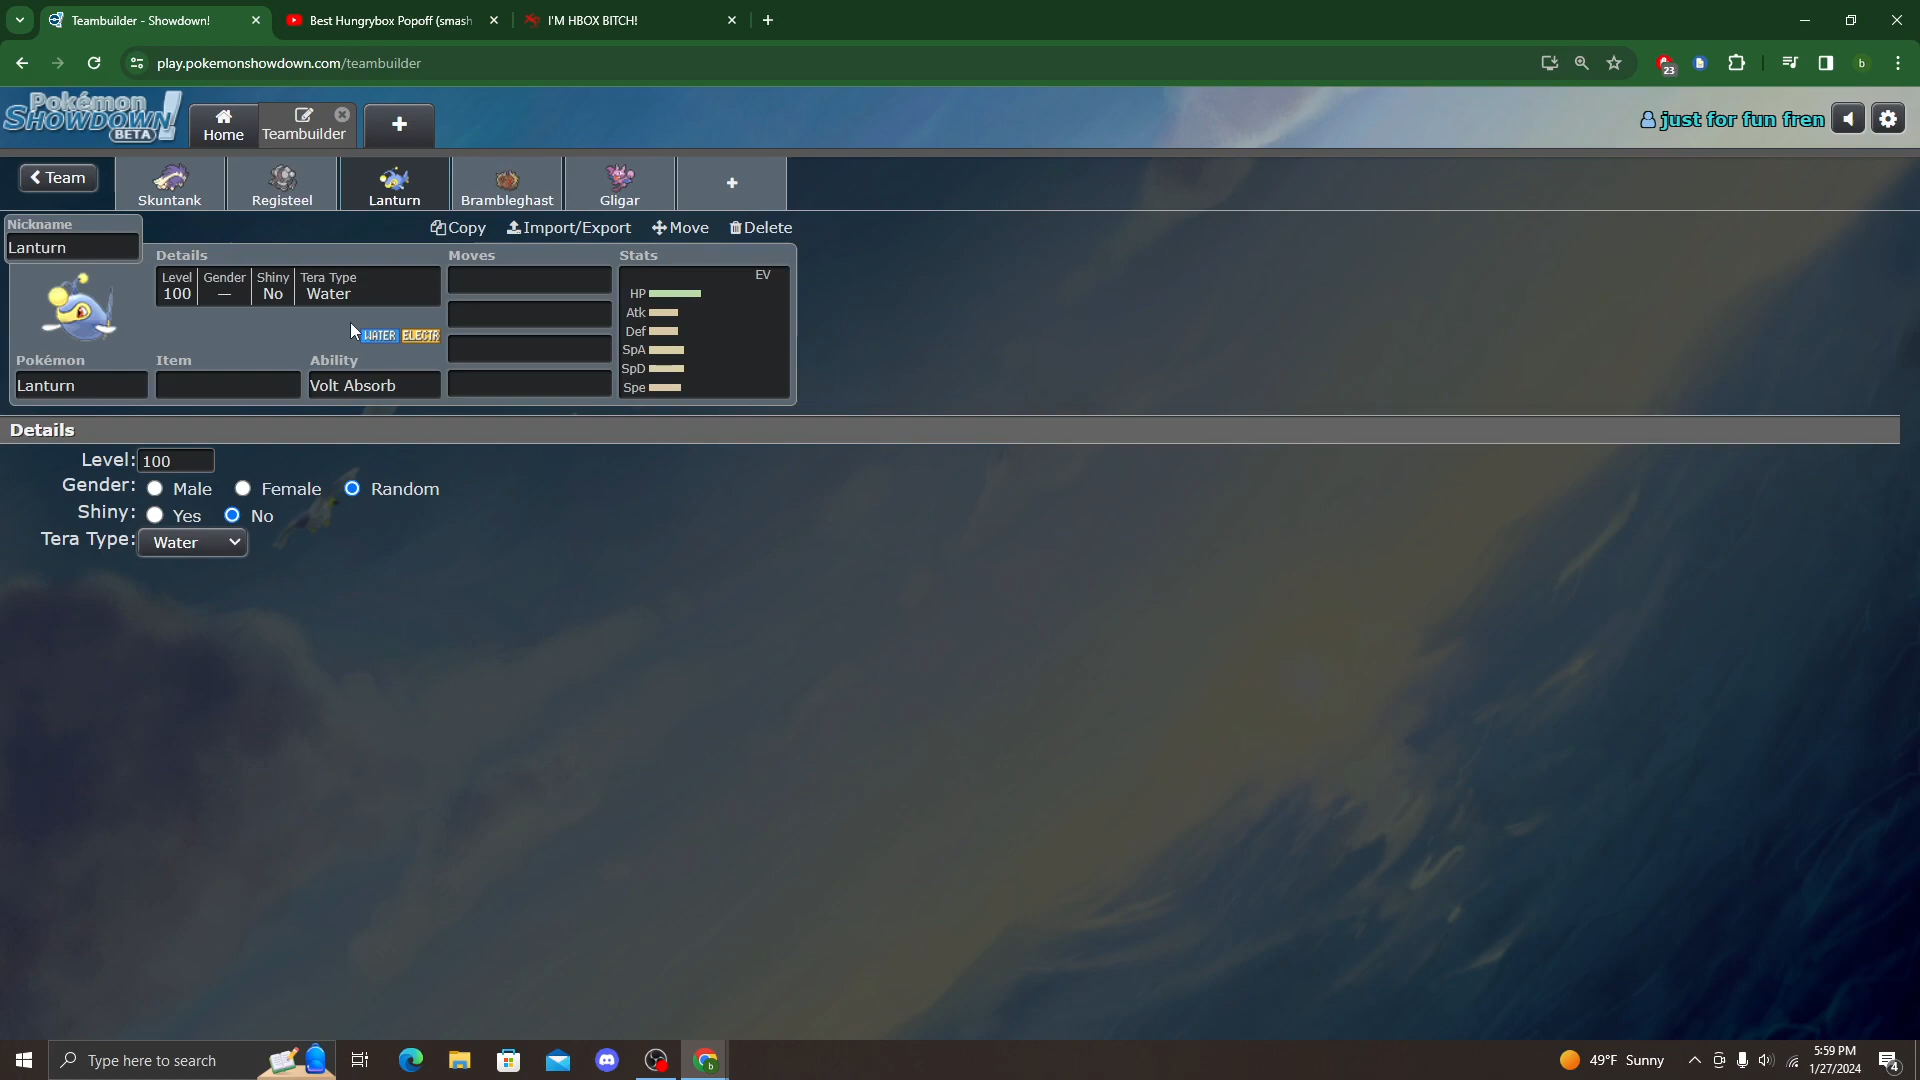 Teambuilder - Showdown!
Best Hungrybox Popoff (smash
I'M HBOX BITCH!
play.pokemonshowdown.com/teambuilder
23
b
Pokémon
SHOWDOWN!
BETA
Home
Teambuilder
+
just for fun fren
Team
Skuntank
Registeel
Lanturn
Brambleghast
Gligar
+
Nickname
Lanturn
Copy
Import/Export
Move
Delete
Details
Moves
Stats
Level
Gender
Shiny
Tera Type
100
—
No
Water
EV
HP
Atk
Def
SpA
SpD
Spe
WATER
ELECTR
Pokémon
Item
Ability
Lanturn
Volt Absorb
Details
Level: 100
Gender: Male Female Random
Shiny: Yes No
Tera Type: Water
Type here to search
b
49°F Sunny
5:59 PM
1/27/2024
4